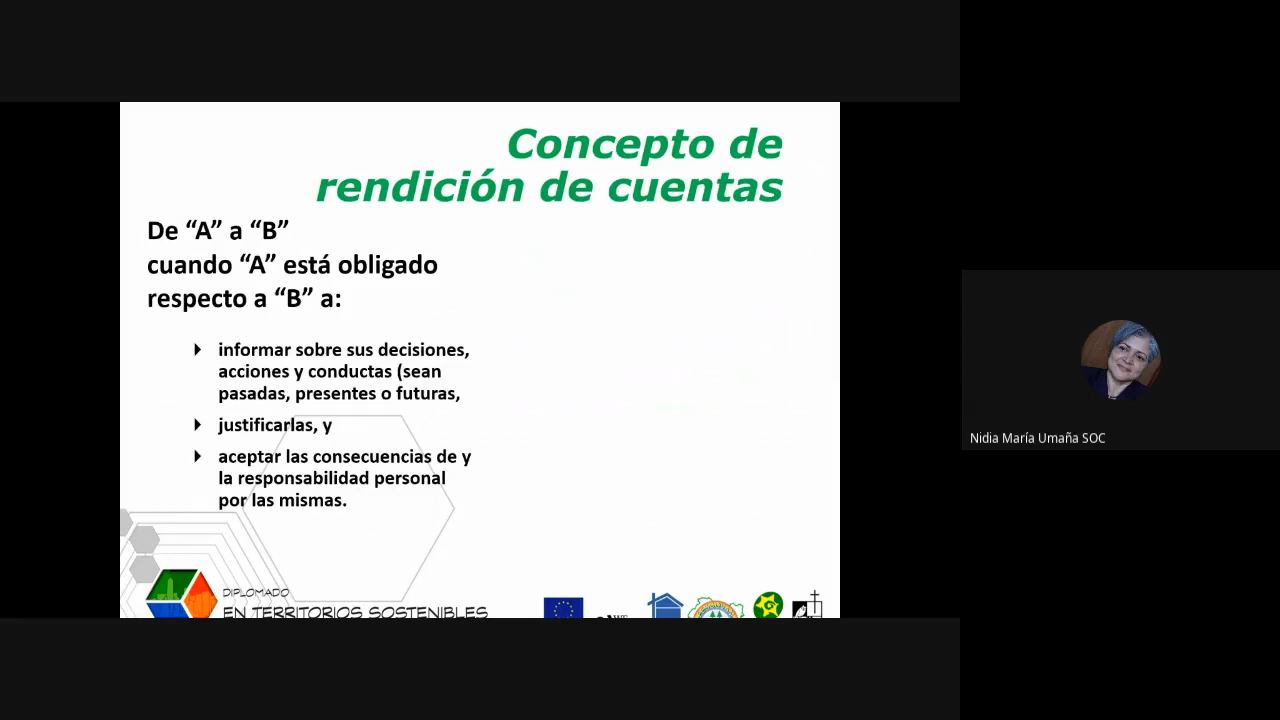 Concepto de
rendición de cuentas
De “A” a “B”
cuando “A” está obligado
respecto a “B” a:
informar sobre sus decisiones,
acciones y conductas (sean
pasadas, presentes o futuras,
justificarlas, y
aceptar las consecuencias de y
la responsabilidad personal
por las mismas.
DIPLOMADO
EN TERRITORIOS SOSTENIBLES
Nidia María Umaña SOC